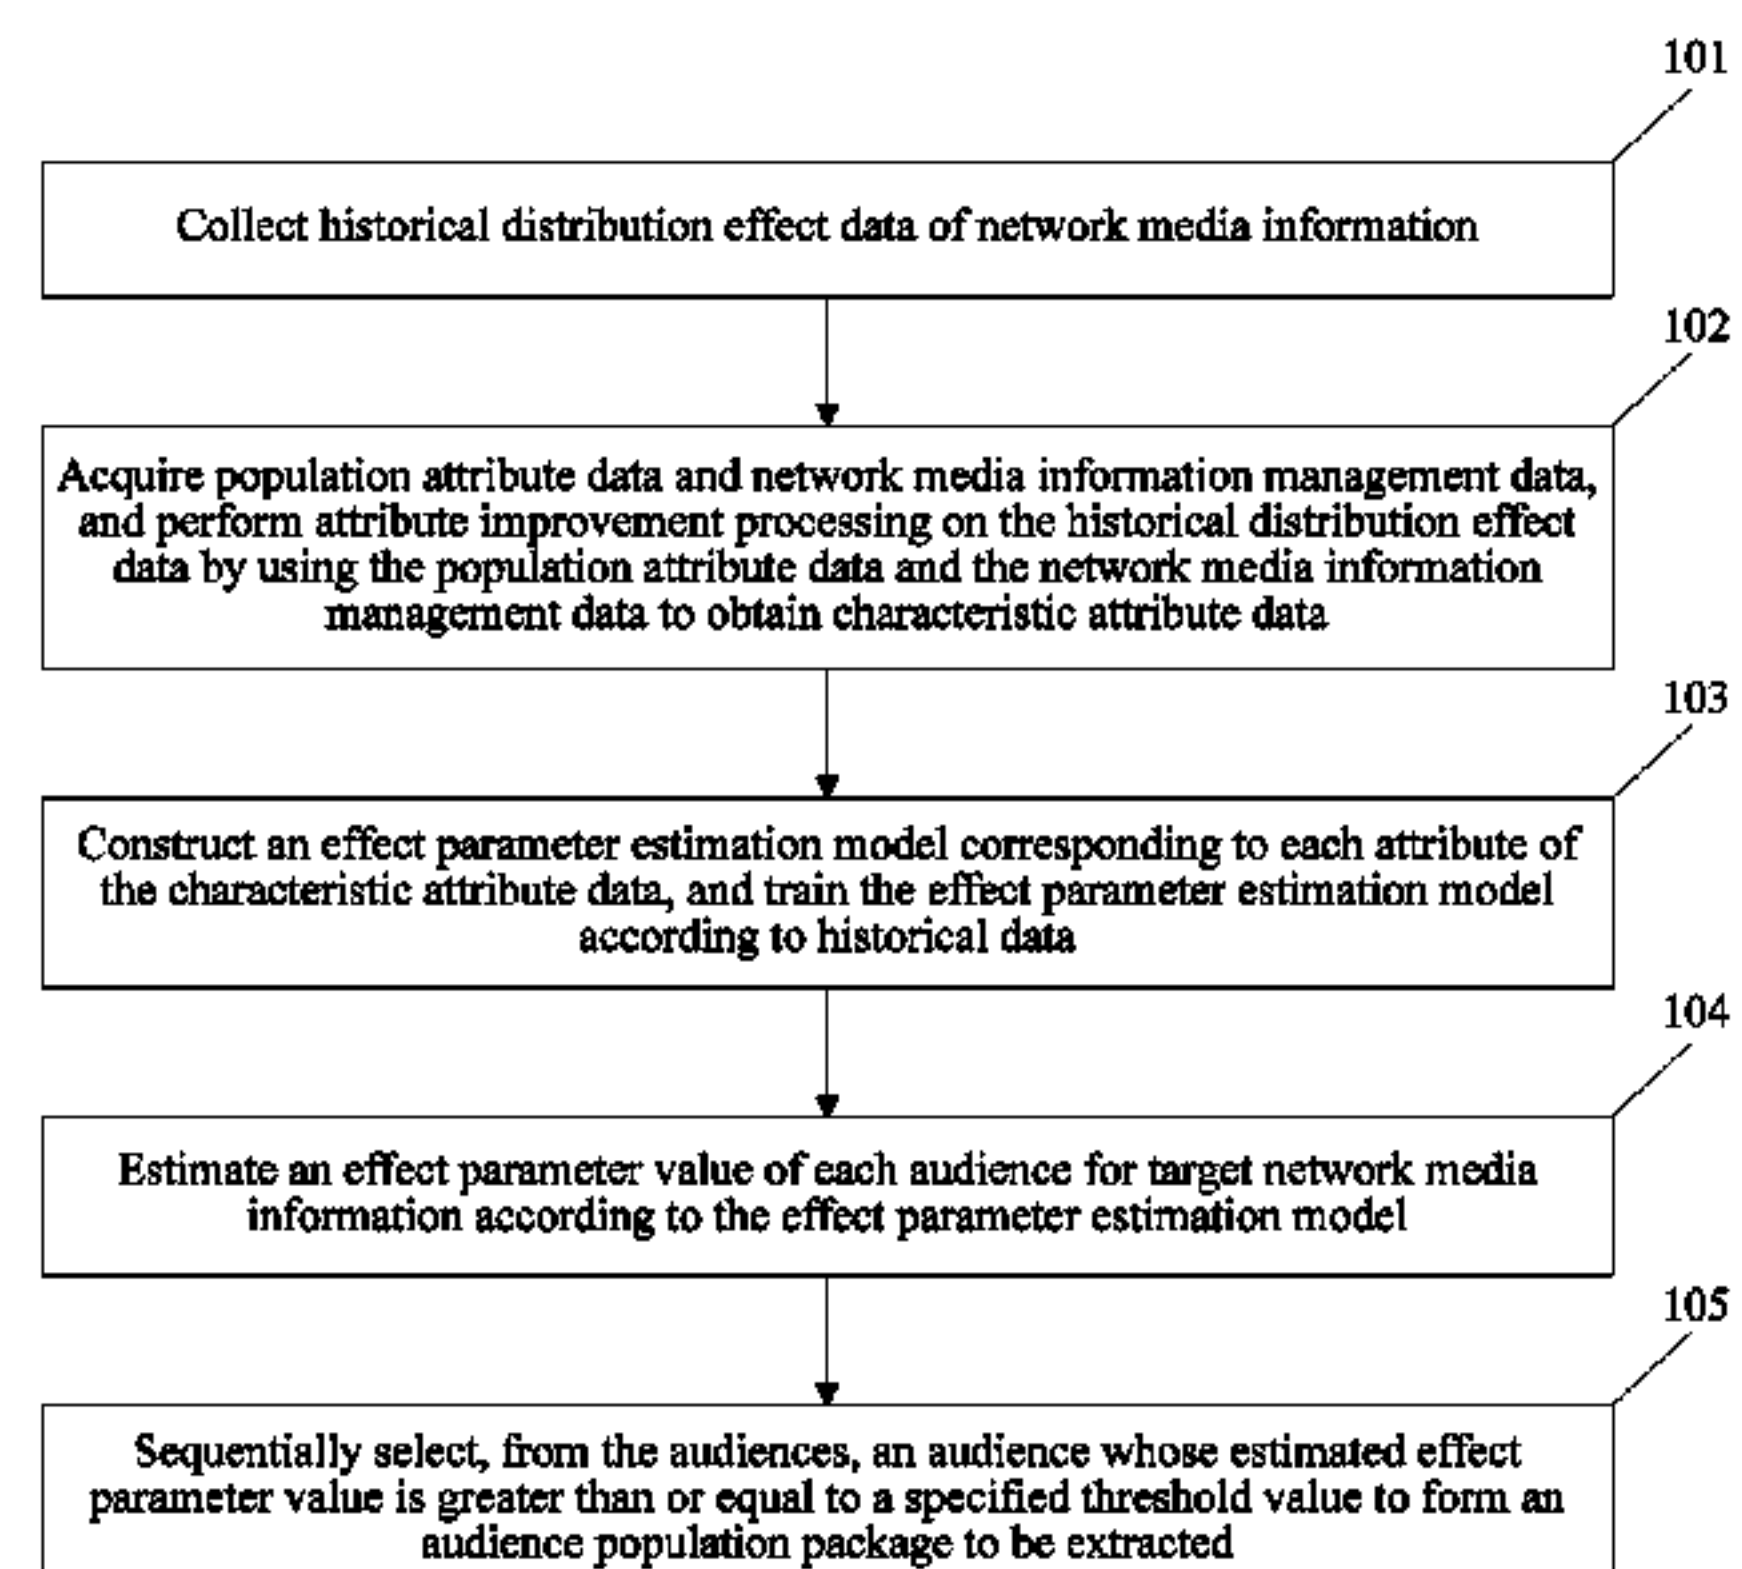 101
Collect historical distribution effect data of network media information
102
Acquire population attribute data and network media information management data,
and perform attribute improvement processing on the historical distribution effect
data by using the population attribute data and the network media information
management data to obtain characteristic attribute data
103
Construct an effect parameter estimation model corresponding to each attribute of
the characteristic attribute data, and train the effect parameter estimation model
according to historical data
104
Estimate an effect parameter value of each audience for target network media
information according to the effect parameter estimation model
105
Sequentially select, from the audiences, an audience whose estimated effect
parameter value is greater than or equal to a specified threshold value to form an
audience population package to be extracted